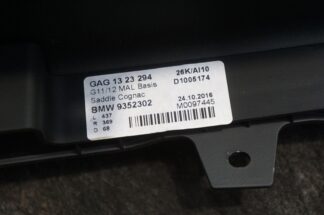 GAG 13 23 294 26K/AI10
G11/12 MAL Basis D1005174
Saddle Cognac
BMW 9352302 24.10.2016
L 437 M0097445
R 369
D 68